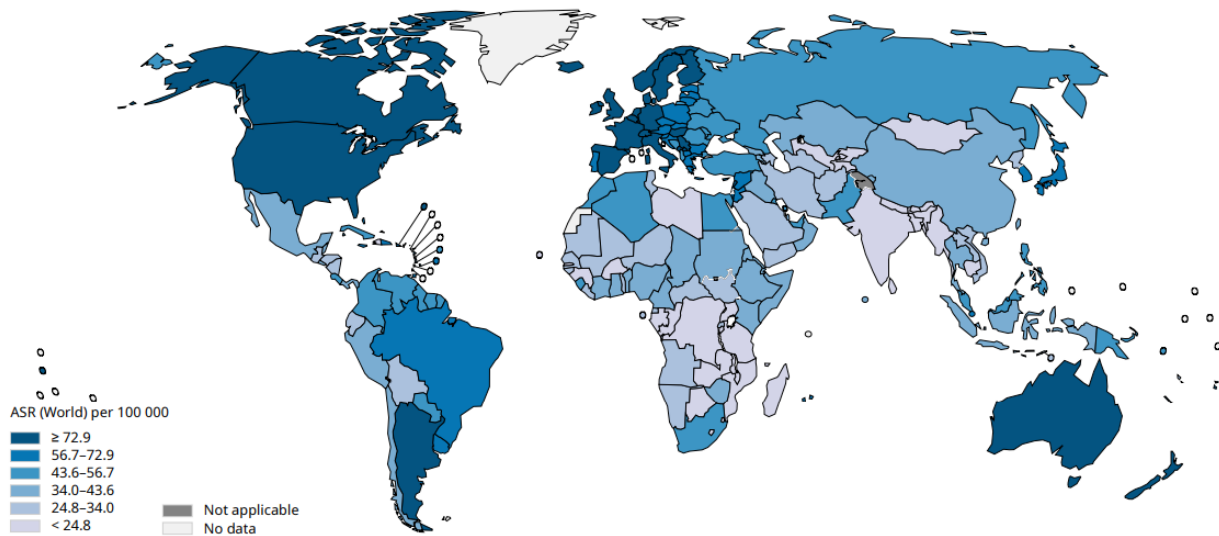 ASR (World) per 100 000
≥ 72.9
56.7–72.9
43.6–56.7
34.0–43.6
24.8–34.0
< 24.8
Not applicable
No data